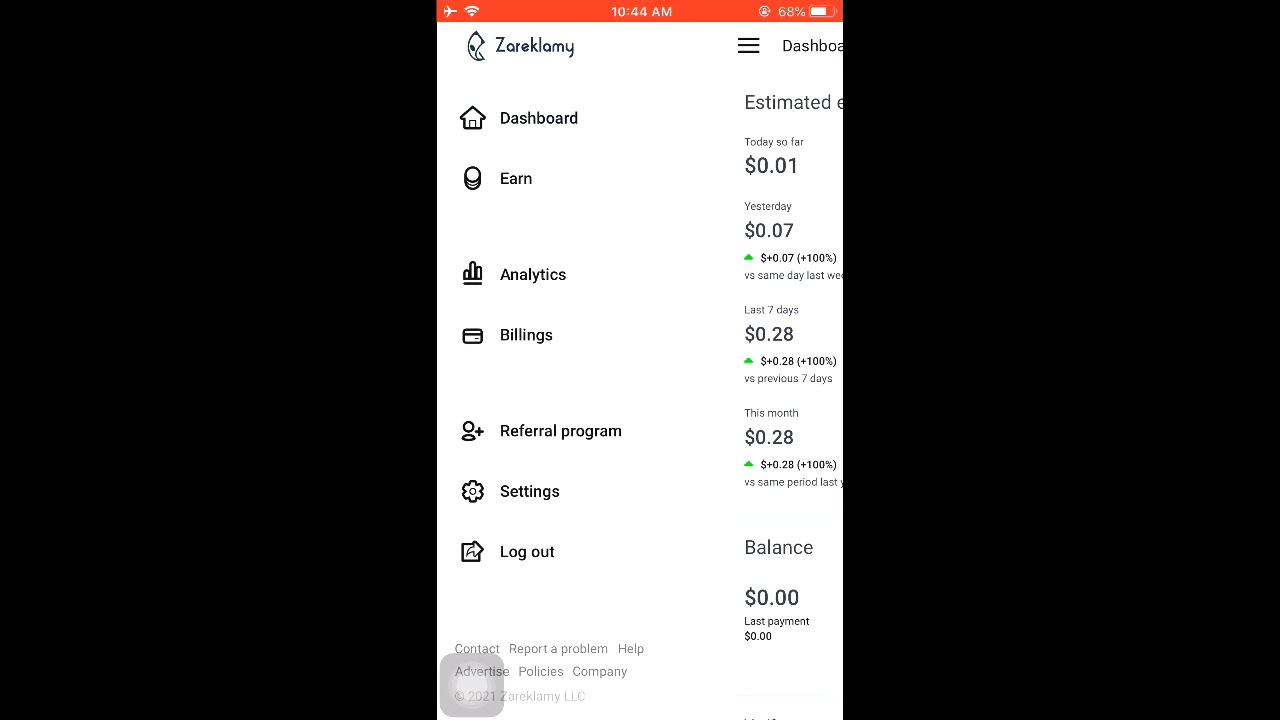 10:44 AM
68%
Zareklamy
Dashboard
Earn
Analytics
Billings
Referral program
Settings
Log out
Contact Report a problem Help
Advertise Policies Company
© 2021 Zareklamy LLC
Dashboa
Estimated e
Today so far
$0.01
Yesterday
$0.07
$+0.07 (+100%)
vs same day last wee
Last 7 days
$0.28
$+0.28 (+100%)
vs previous 7 days
This month
$0.28
$+0.28 (+100%)
vs same period last y
Balance
$0.00
Last payment
$0.00